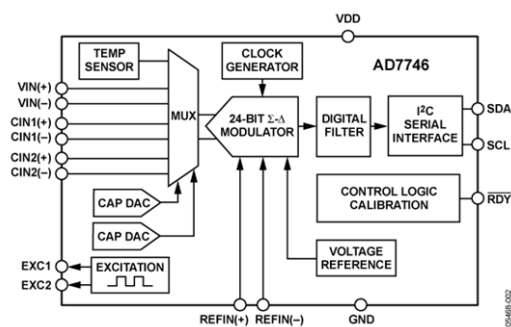 VDD
TEMP
SENSOR
CLOCK
GENERATOR
AD7746
VIN(+)
VIN(–)
CIN1(+)
CIN1(–)
CIN2(+)
CIN2(–)
MUX
24-BIT Σ-Δ
MODULATOR
DIGITAL
FILTER
I²C
SERIAL
INTERFACE
SDA
SCL
CAP DAC
CAP DAC
CONTROL LOGIC
CALIBRATION
RDY
EXC1
EXC2
EXCITATION
VOLTAGE
REFERENCE
REFIN(+)
REFIN(–)
GND
05468-002